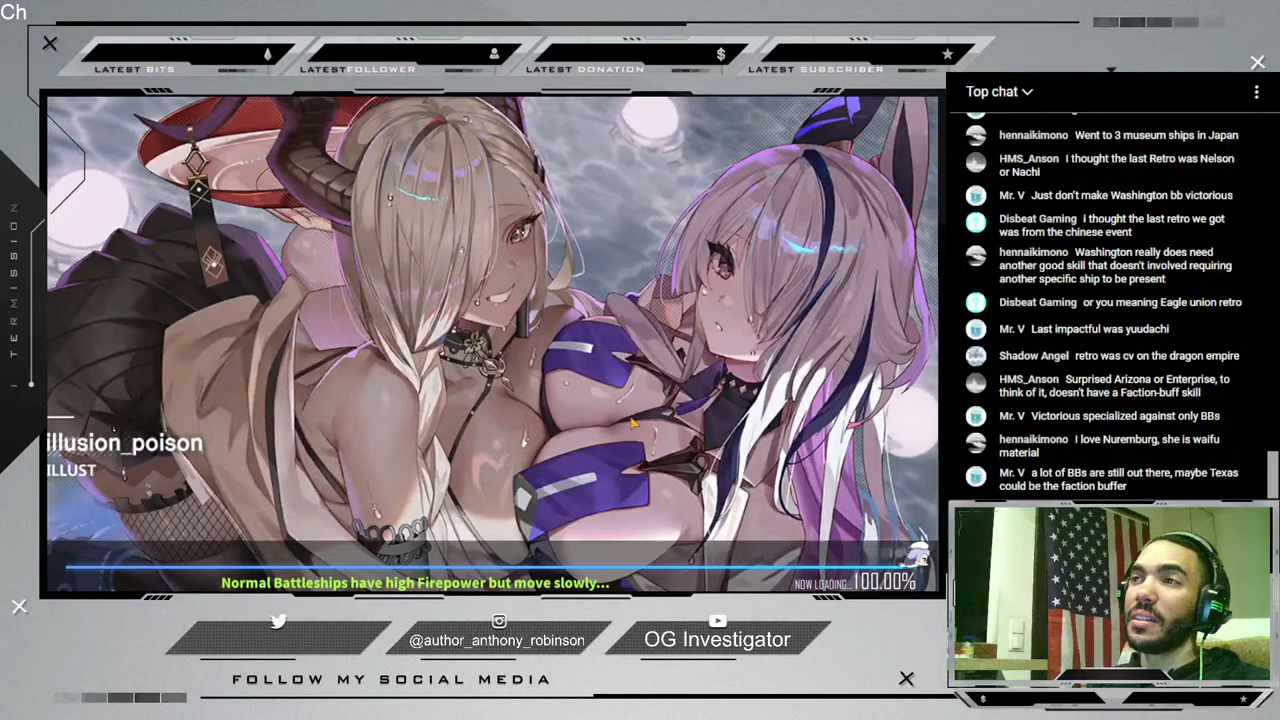 Ch
LATEST BITS
LATEST FOLLOWER
LATEST DONATION
LATEST SUBSCRIBER
INTERMISSION
illusion_poison
ILLUST
Normal Battleships have high Firepower but move slowly...
NOW LOADING... 100.00%
Top chat
hennaikimono Went to 3 museum ships in Japan
HMS_Anson I thought the last Retro was Nelson
or Nachi
Mr. V Just don't make Washington bb victorious
Disbeat Gaming i thought the last retro we got
was from the chinese event
hennaikimono Washington really does need
another good skill that doesn't involved requiring
another specific ship to be present
Disbeat Gaming or you meaning Eagle union retro
Mr. V Last impactful was yuudachi
Shadow Angel retro was cv on the dragon empire
HMS_Anson Surprised Arizona or Enterprise, to
think of it, doesn't have a Faction-buff skill
Mr. V Victorious specialized against only BBs
hennaikimono I love Nuremburg, she is waifu
material
Mr. V a lot of BBs are still out there, maybe Texas
could be the faction buffer
@author_anthony_robinson
OG Investigator
FOLLOW MY SOCIAL MEDIA